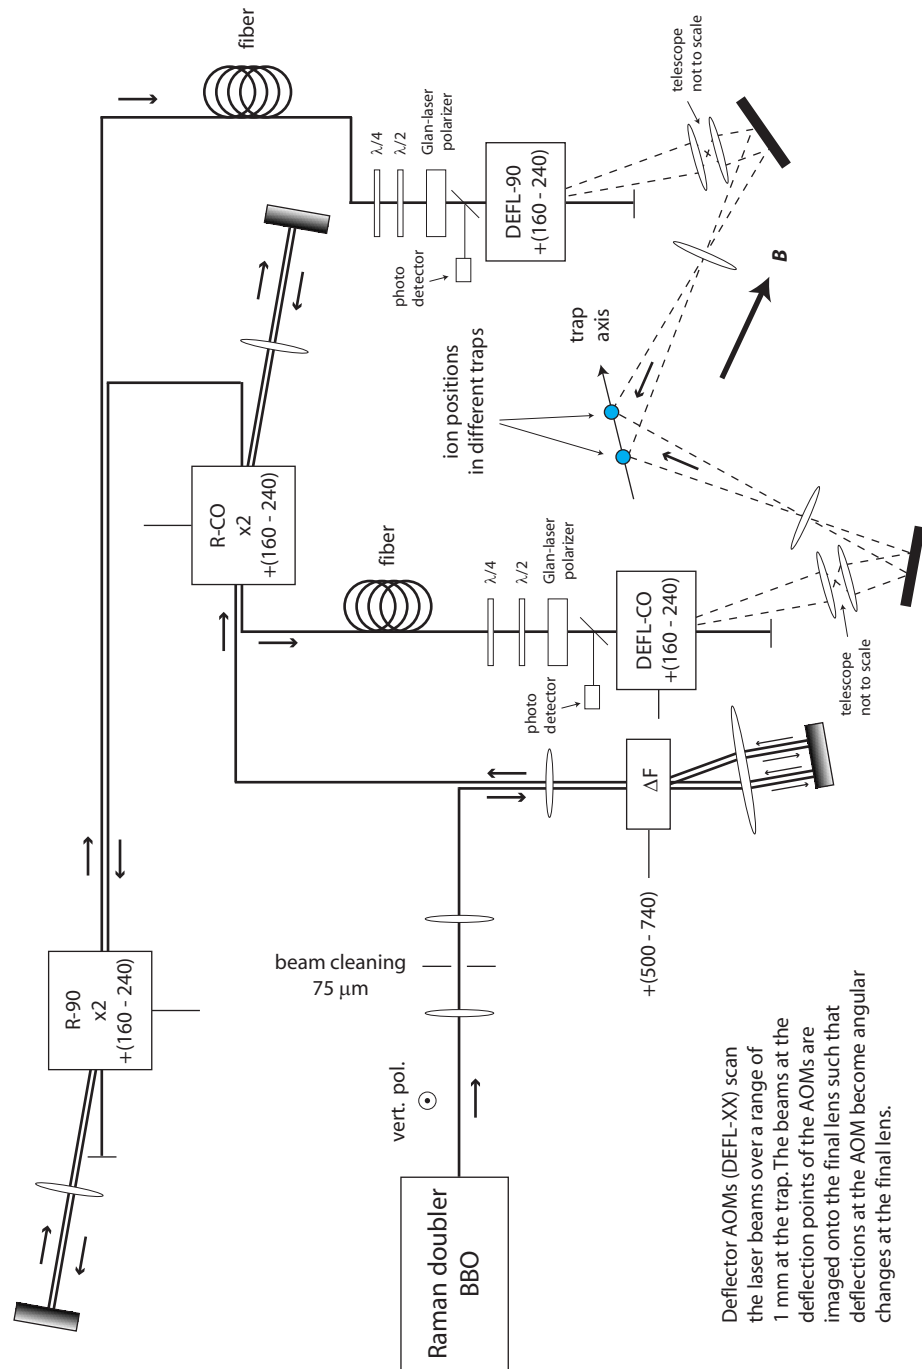 fiber
telescope
not to scale
λ/4
λ/2
Glan-laser
polarizer
DEFL-90
+(160 - 240)
photo
detector
B
trap
axis
ion positions
in different traps
R-CO
x2
+(160 - 240)
fiber
λ/4
λ/2
Glan-laser
polarizer
DEFL-CO
+(160 - 240)
photo
detector
telescope
not to scale
ΔF
+(500 - 740)
R-90
x2
+(160 - 240)
beam cleaning
75 μm
vert. pol.
Raman doubler
BBO
Deflector AOMs (DEFL-XX) scan
the laser beams over a range of
1 mm at the trap. The beams at the
deflection points of the AOMs are
imaged onto the final lens such that
deflections at the AOM become angular
changes at the final lens.